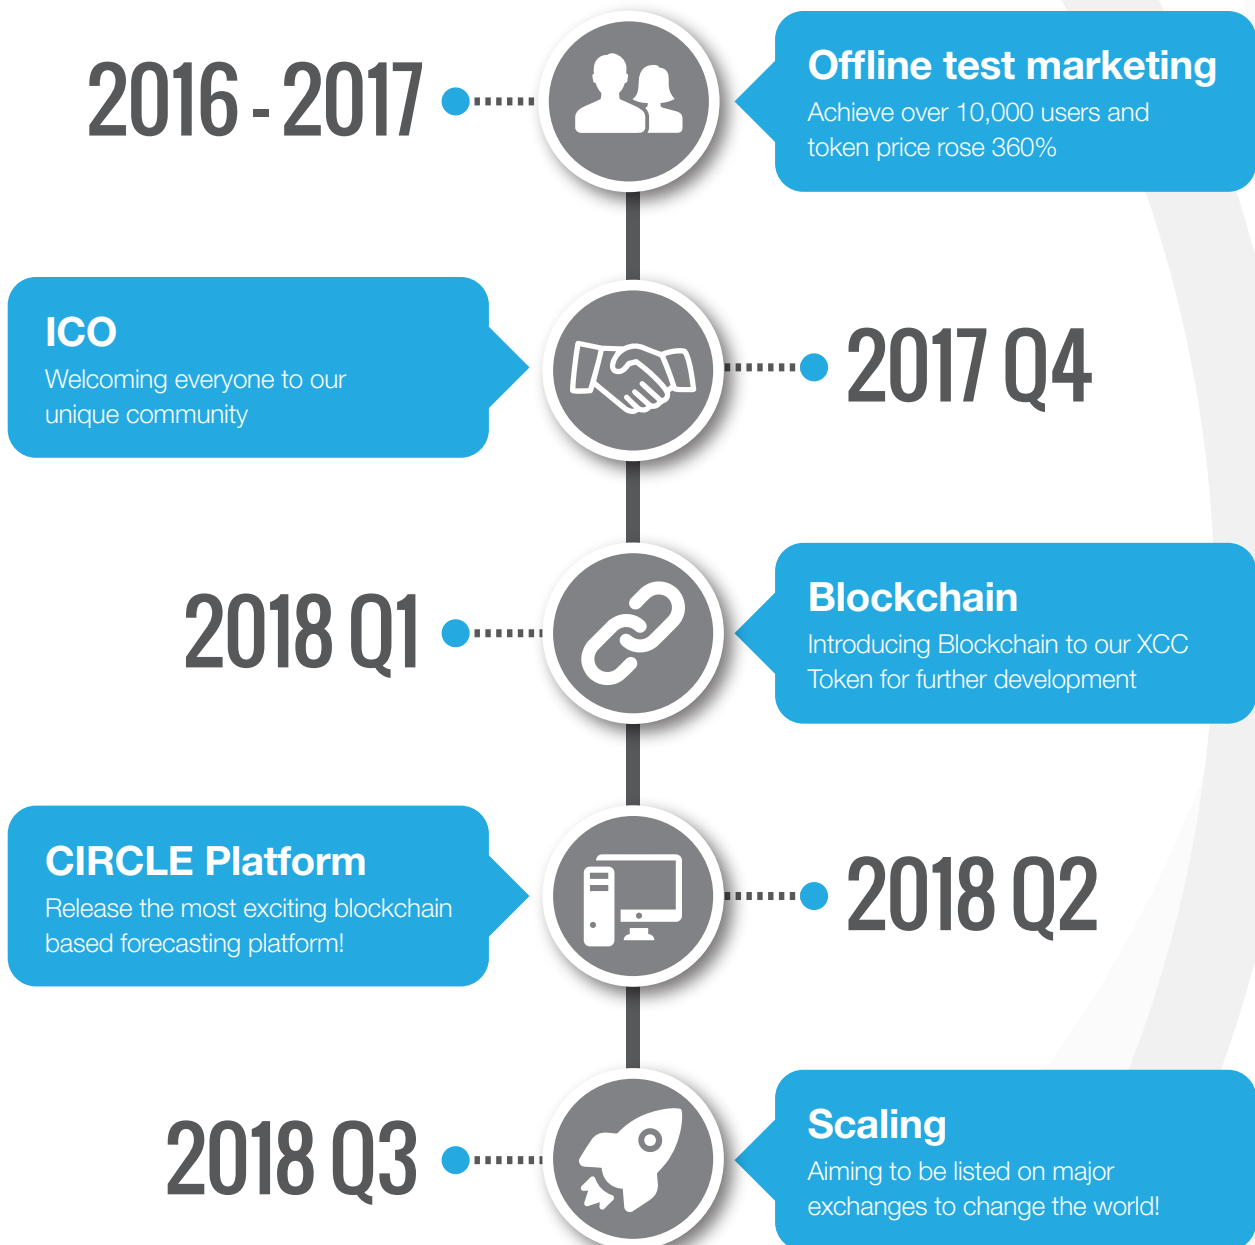 2016 - 2017
Offline test marketing
Achieve over 10,000 users and
token price rose 360%
ICO
Welcoming everyone to our
unique community
2017 Q4
2018 Q1
Blockchain
Introducing Blockchain to our XCC
Token for further development
CIRCLE Platform
Release the most exciting blockchain
based forecasting platform!
2018 Q2
2018 Q3
Scaling
Aiming to be listed on major
exchanges to change the world!